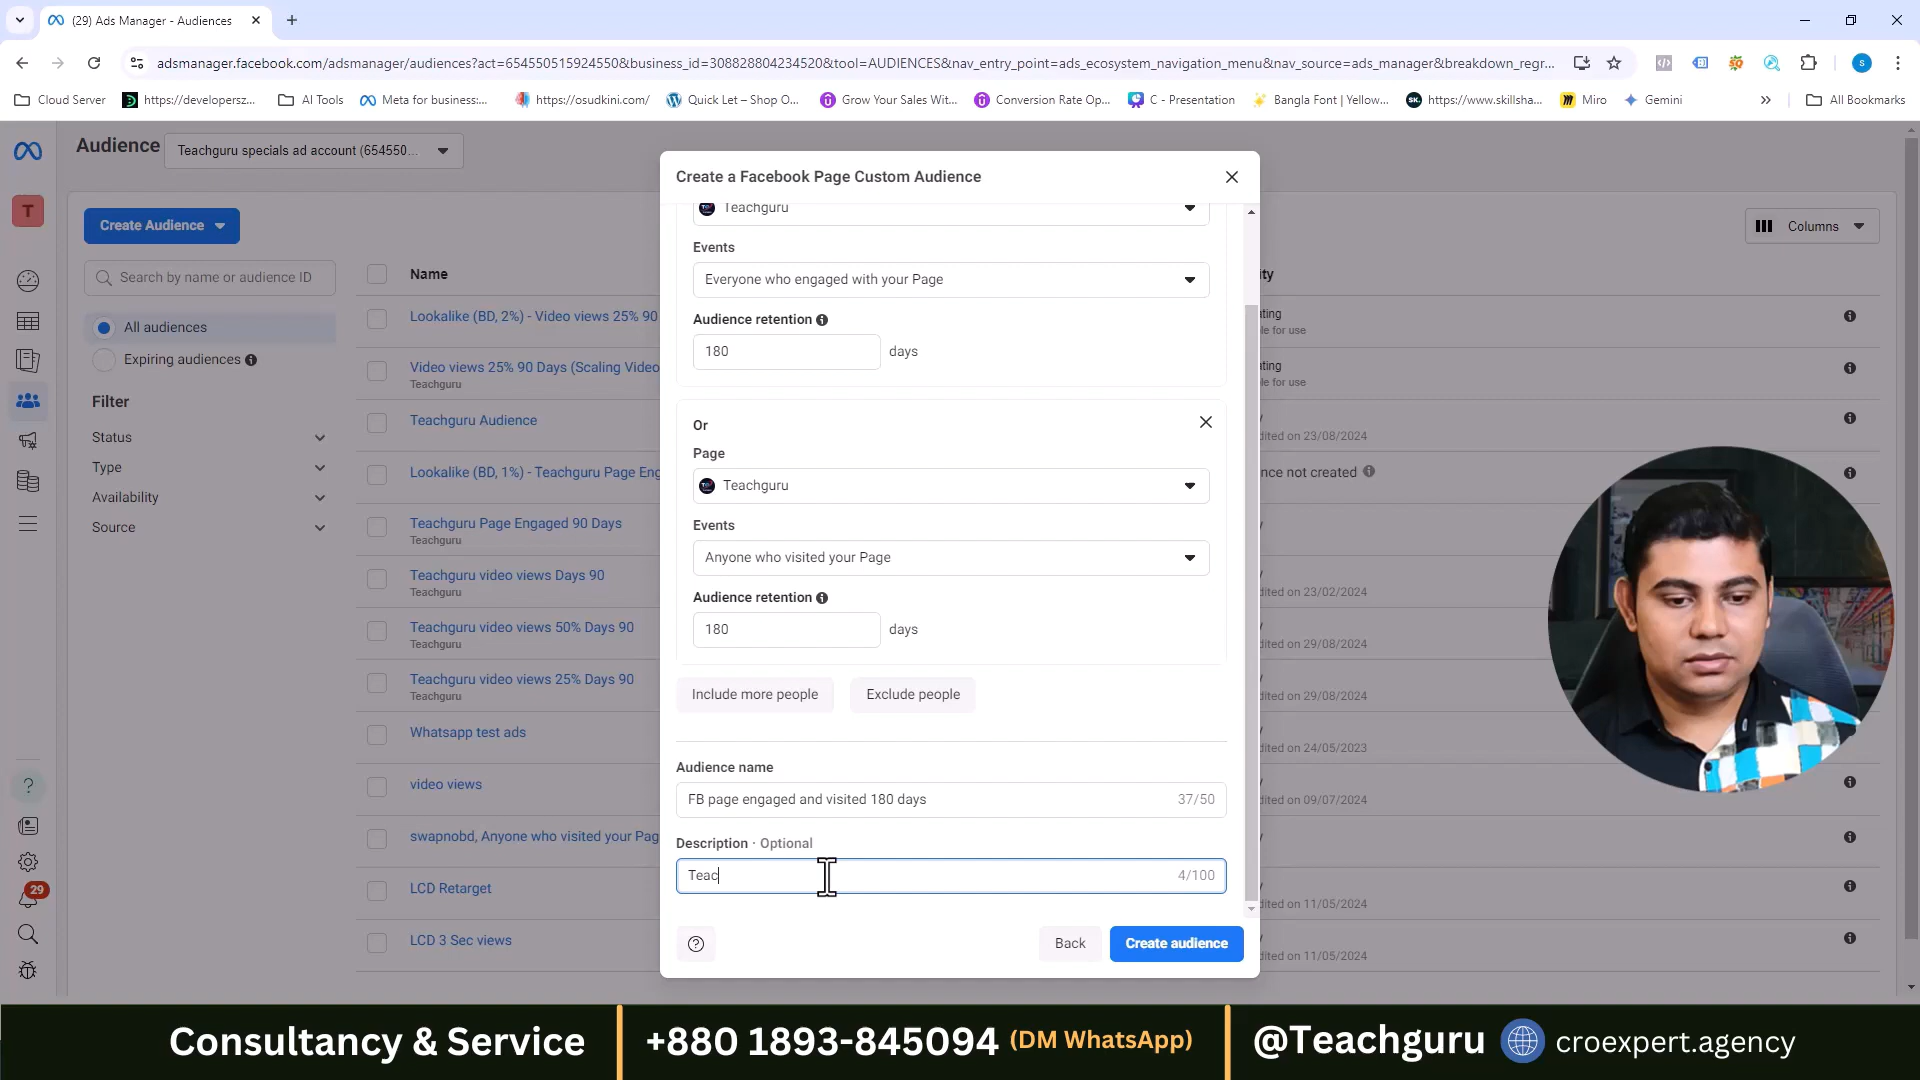 (29) Ads Manager - Audiences
adsmanager.facebook.com/adsmanager/audiences?act=654550515924550&business_id=308828804234520&tool=AUDIENCES&nav_entry_point=ads_ecosystem_navigation_menu&nav_source=ads_manager&breakdown_regr...
Cloud Server
https://developersz...
AI Tools
Meta for business:...
https://osudkini.com/
Quick Let – Shop O...
Grow Your Sales Wit...
Conversion Rate Op...
C - Presentation
Bangla Font | Yellow...
https://www.skillsha...
Miro
Gemini
All Bookmarks
Audience
Teachguru specials ad account (654550...
T
Create Audience
Columns
Search by name or audience ID
All audiences
Expiring audiences
Filter
Status
Type
Availability
Source
29
Name
Lookalike (BD, 2%) - Video views 25% 90
Video views 25% 90 Days (Scaling Video
Teachguru
Teachguru Audience
Lookalike (BD, 1%) - Teachguru Page Eng
Teachguru Page Engaged 90 Days
Teachguru
Teachguru video views Days 90
Teachguru
Teachguru video views 50% Days 90
Teachguru
Teachguru video views 25% Days 90
Teachguru
Whatsapp test ads
video views
swapnobd, Anyone who visited your Pag
LCD Retarget
LCD 3 Sec views
Create a Facebook Page Custom Audience
Teachguru
Events
Everyone who engaged with your Page
Audience retention
180
days
Or
Page
Teachguru
Events
Anyone who visited your Page
Audience retention
180
days
Include more people
Exclude people
Audience name
FB page engaged and visited 180 days
37/50
Description · Optional
Teac
4/100
Back
Create audience
ity
ating
le for use
ating
le for use
y
dited on 23/08/2024
nce not created
y
y
dited on 23/02/2024
y
dited on 29/08/2024
y
dited on 29/08/2024
dited on 24/05/2023
y
dited on 09/07/2024
y
y
dited on 11/05/2024
y
dited on 11/05/2024
Consultancy & Service
+880 1893-845094 (DM WhatsApp)
@Teachguru
croexpert.agency